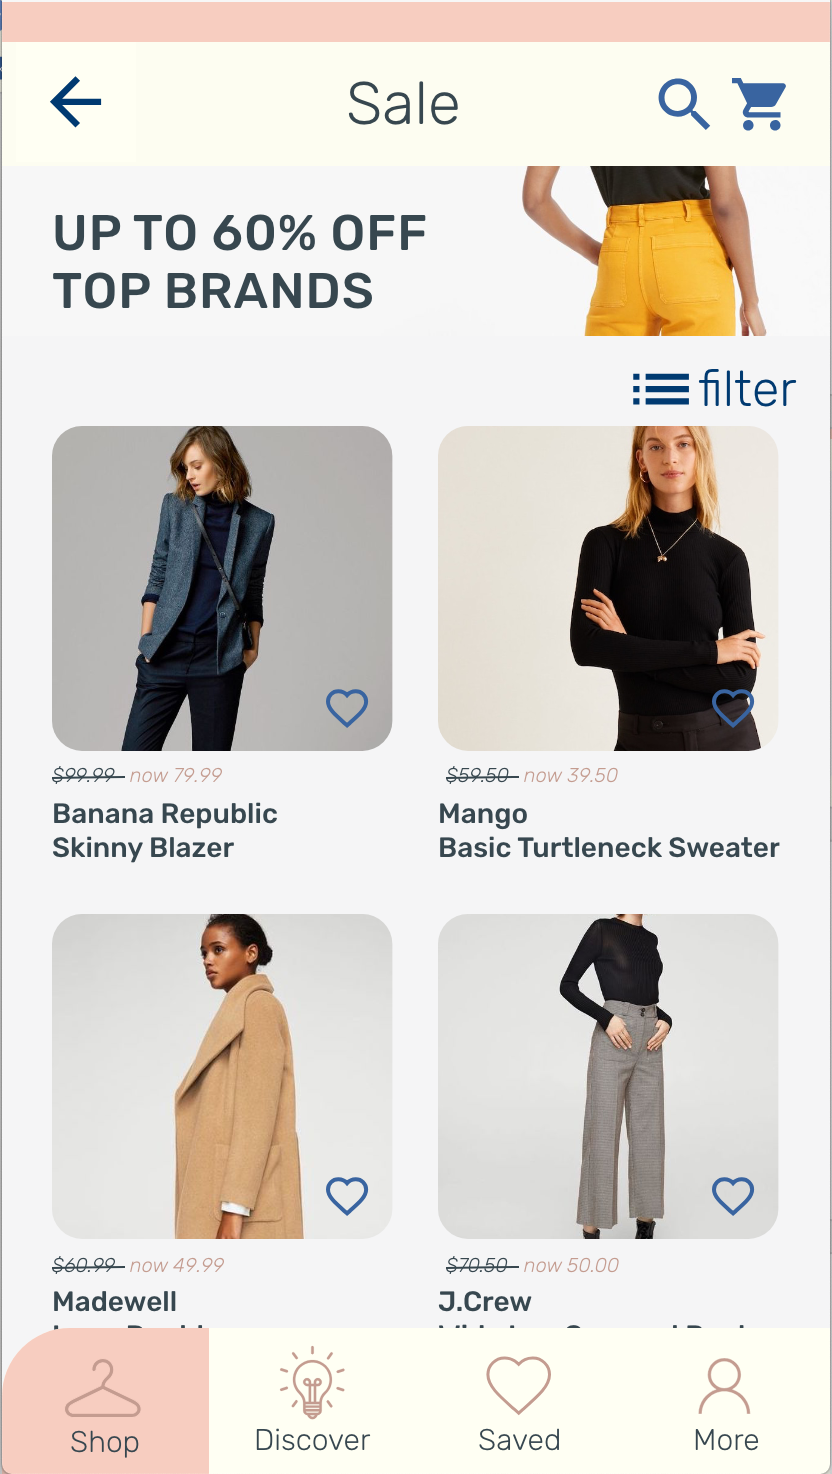 Sale
UP TO 60% OFF
TOP BRANDS
filter
$99.99 now 79.99
$59.50 now 39.50
Banana Republic
Skinny Blazer
Mango
Basic Turtleneck Sweater
$60.99 now 49.99
$70.50 now 50.00
Madewell
J.Crew
Shop
Discover
Saved
More